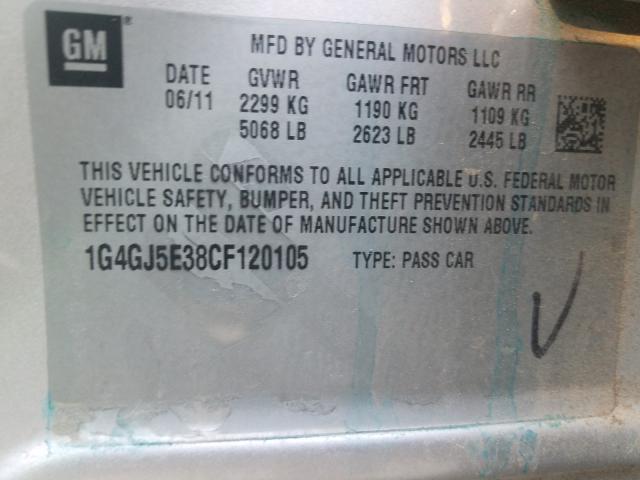 GM ®
MFD BY GENERAL MOTORS LLC
DATE GVWR GAWR FRT GAWR RR
06/11 2299 KG 1190 KG 1109 KG
5068 LB 2623 LB 2445 LB
THIS VEHICLE CONFORMS TO ALL APPLICABLE U.S. FEDERAL MOTOR
VEHICLE SAFETY, BUMPER, AND THEFT PREVENTION STANDARDS IN
EFFECT ON THE DATE OF MANUFACTURE SHOWN ABOVE.
1G4GJ5E38CF120105 TYPE: PASS CAR